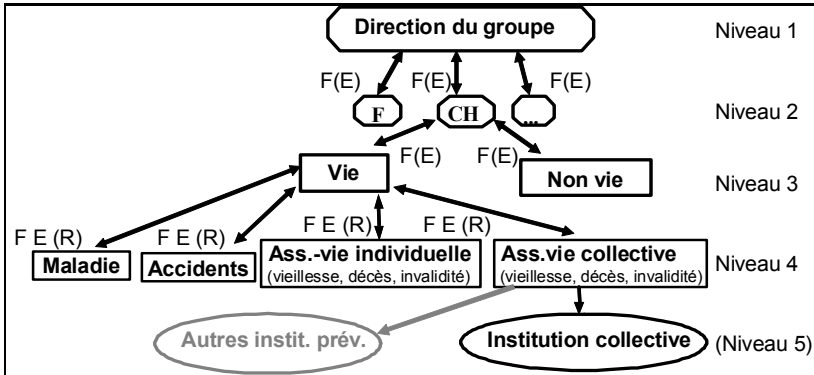 Direction du groupe
Niveau 1
F(E)
F(E)
F(E)
F
CH
...
Niveau 2
F(E)
F(E)
Vie
Non vie
Niveau 3
F E (R)
F E (R)
F E (R)
F E (R)
Maladie
Accidents
Ass.-vie individuelle
(vieillesse, décès, invalidité)
Ass.vie collective
(vieillesse, décès, invalidité)
Niveau 4
Autres instit. prév.
Institution collective
(Niveau 5)